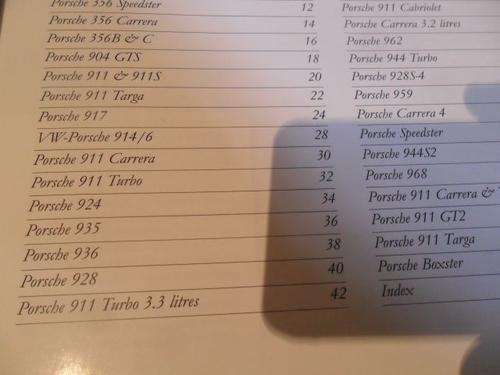 Porsche 356 Speedster 12
Porsche 356 Carrera 14
Porsche 356B & C 16
Porsche 904 GTS 18
Porsche 911 & 911S 20
Porsche 911 Targa 22
Porsche 917 24
VW-Porsche 914/6 28
Porsche 911 Carrera 30
Porsche 911 Turbo 32
Porsche 924 34
Porsche 935 36
Porsche 936 38
Porsche 928 40
Porsche 911 Turbo 3.3 litres 42
Porsche 911 Cabriolet
Porsche Carrera 3.2 litres
Porsche 962
Porsche 944 Turbo
Porsche 928S-4
Porsche 959
Porsche Carrera 4
Porsche Speedster
Porsche 944S2
Porsche 968
Porsche 911 Carrera &
Porsche 911 GT2
Porsche 911 Targa
Porsche Boxster
Index